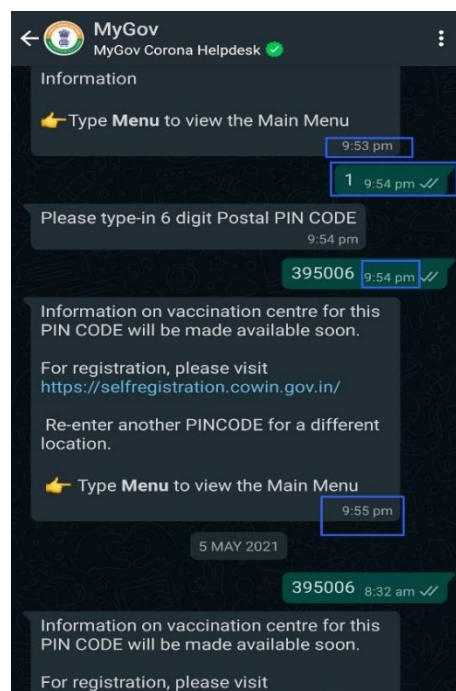 MyGov
MyGov Corona Helpdesk
Information
👉Type Menu to view the Main Menu
9:53 pm
1 9:54 pm
Please type-in 6 digit Postal PIN CODE
9:54 pm
395006 9:54 pm
Information on vaccination centre for this
PIN CODE will be made available soon.
For registration, please visit
https://selfregistration.cowin.gov.in/
Re-enter another PINCODE for a different
location.
👉 Type Menu to view the Main Menu
9:55 pm
5 MAY 2021
395006 8:32 am
Information on vaccination centre for this
PIN CODE will be made available soon.
For registration, please visit